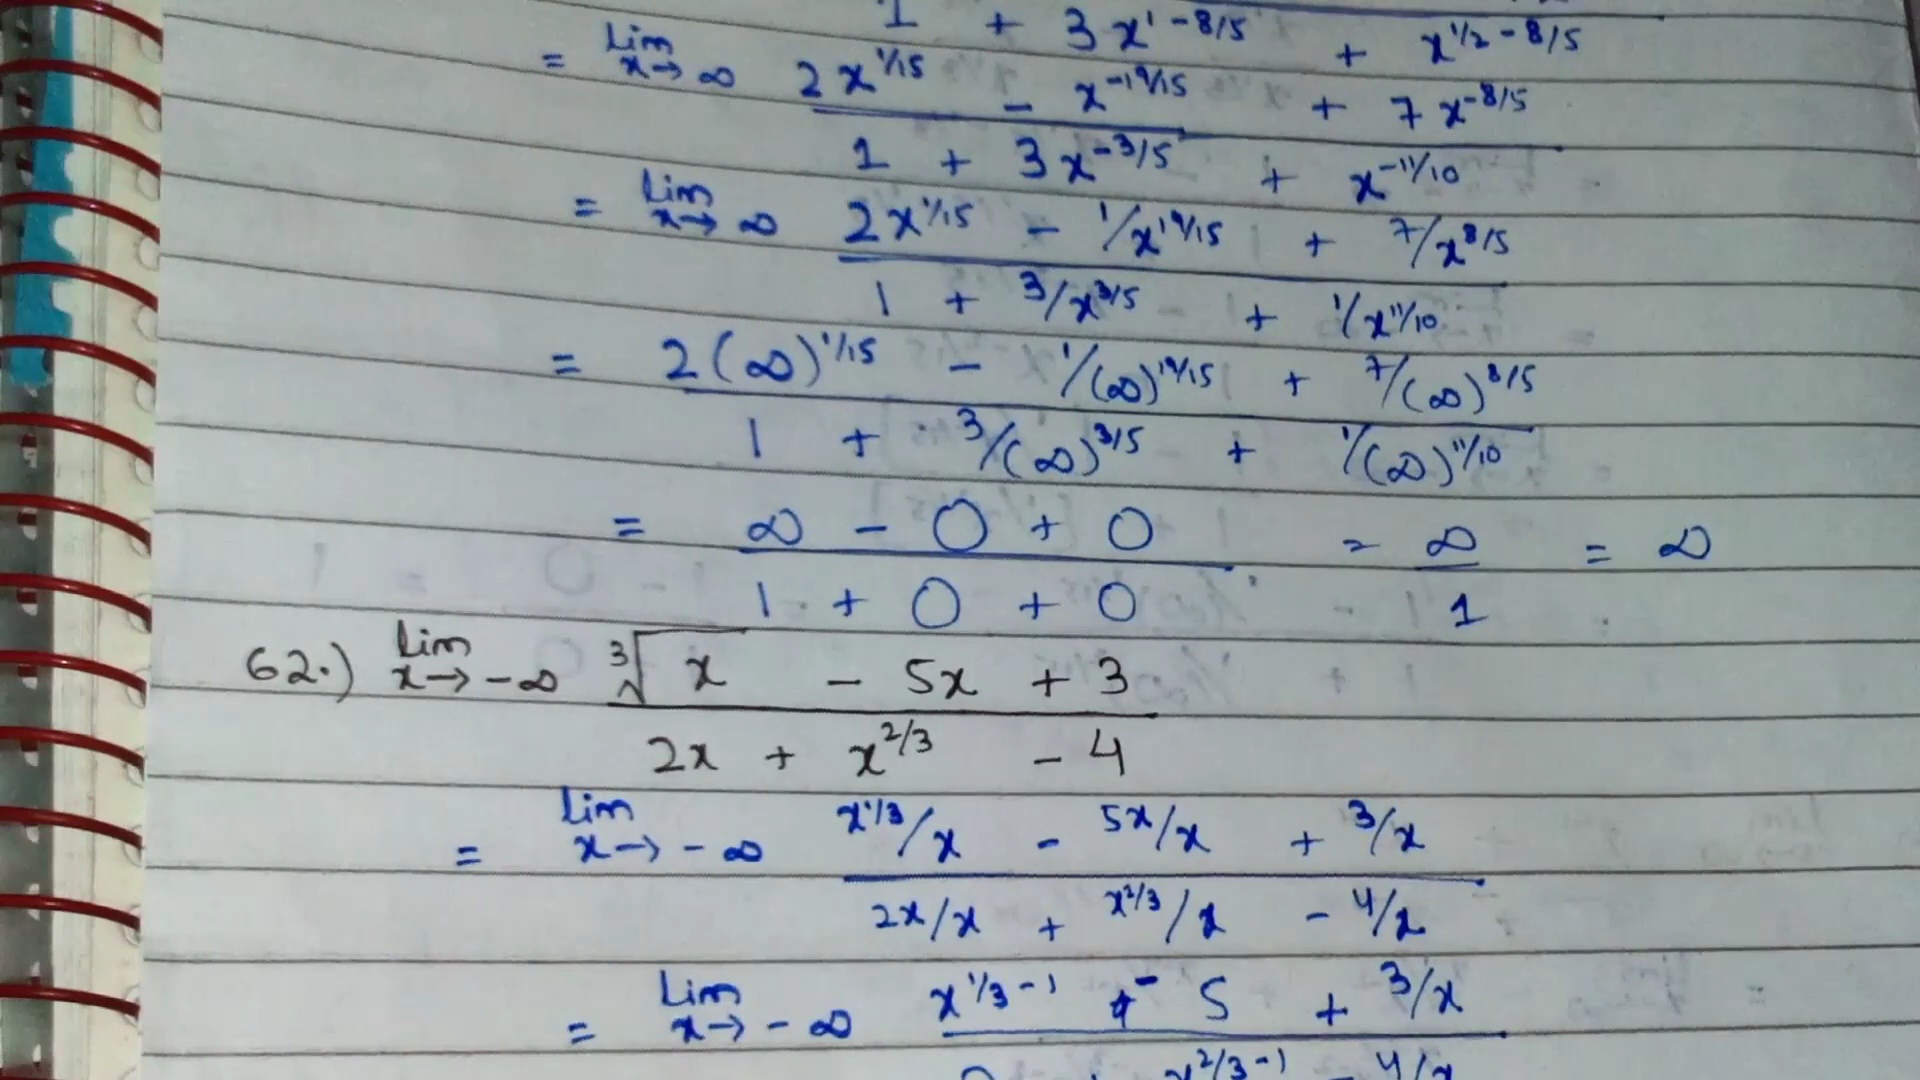 1 + 3x^1-8/5 + x^1/2-8/5
= lim x→∞ 2x^1/15 - x^-19/15 + 7x^-8/5
1 + 3x^-3/5 + x^-11/10
= lim x→∞ 2x^1/15 - 1/x^19/15 + 7/x^8/5
1 + 3/x^3/5 + 1/x^11/10
= 2(∞)^1/15 - 1/(∞)^19/15 + 7/(∞)^8/5
1 + 3/(∞)^3/5 + 1/(∞)^11/10
= ∞ - 0 + 0 = ∞ = ∞
1 + 0 + 0 1
62.) lim x→-∞ ∛x - 5x + 3
2x + x^2/3 - 4
= lim x→-∞ x^1/3/x - 5x/x + 3/x
2x/x + x^2/3/x - 4/x
= lim x→-∞ x^1/3-1 - 5 + 3/x
x^2/3-1 - 4/x